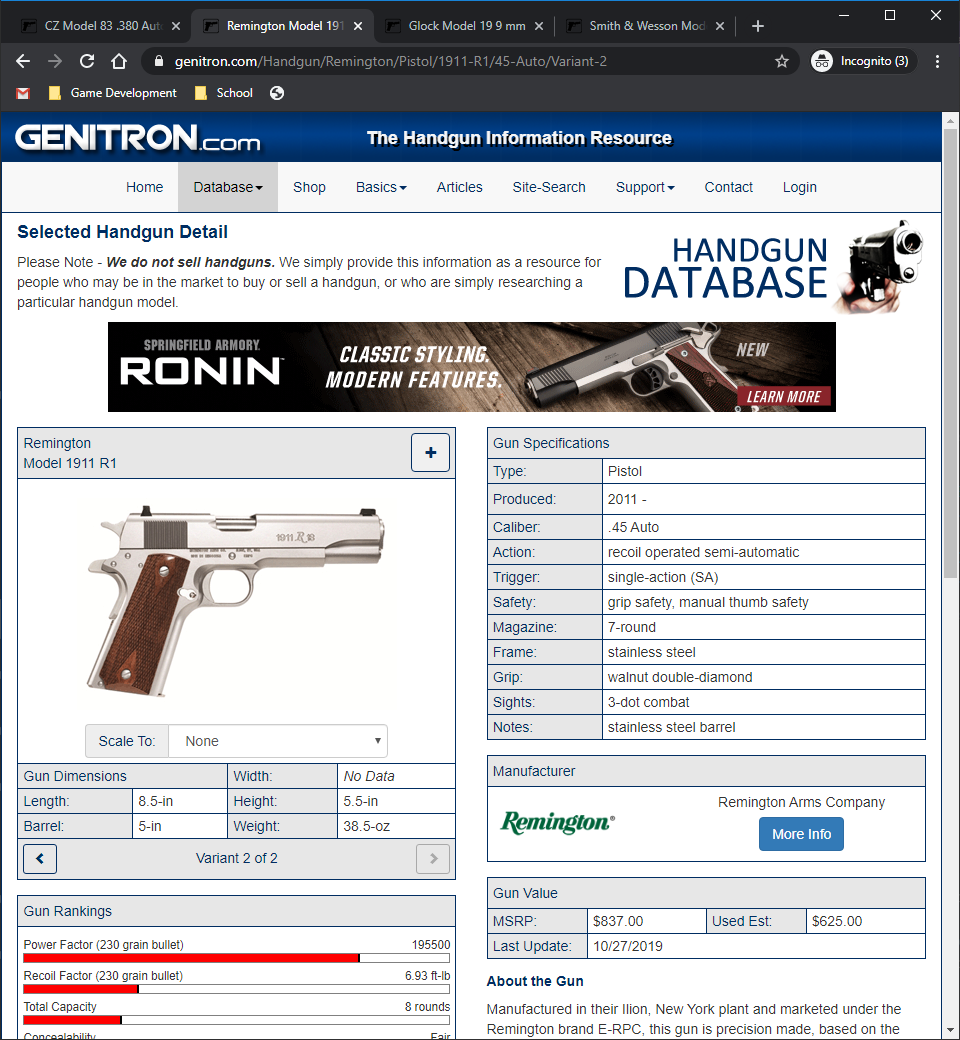 CZ Model 83 .380 Auto
Remington Model 191
Glock Model 19 9 mm
Smith & Wesson Mod
genitron.com/Handgun/Remington/Pistol/1911-R1/45-Auto/Variant-2
Incognito (3)
Game Development
School
GENITRON.com
The Handgun Information Resource
Home
Database
Shop
Basics
Articles
Site-Search
Support
Contact
Login
Selected Handgun Detail
Please Note - We do not sell handguns. We simply provide this information as a resource for
people who may be in the market to buy or sell a handgun, or who are simply researching a
particular handgun model.
HANDGUN
DATABASE
SPRINGFIELD ARMORY
RONIN
CLASSIC STYLING.
MODERN FEATURES.
NEW
LEARN MORE
Remington
Model 1911 R1
+
1911 R1S
Scale To: None
Gun Dimensions Width: No Data
Length: 8.5-in Height: 5.5-in
Barrel: 5-in Weight: 38.5-oz
Variant 2 of 2
Gun Rankings
Power Factor (230 grain bullet) 195500
Recoil Factor (230 grain bullet) 6.93 ft-lb
Total Capacity 8 rounds
Concealability Fair
Gun Specifications
Type: Pistol
Produced: 2011 -
Caliber: .45 Auto
Action: recoil operated semi-automatic
Trigger: single-action (SA)
Safety: grip safety, manual thumb safety
Magazine: 7-round
Frame: stainless steel
Grip: walnut double-diamond
Sights: 3-dot combat
Notes: stainless steel barrel
Manufacturer
Remington
Remington Arms Company
More Info
Gun Value
MSRP: $837.00 Used Est: $625.00
Last Update: 10/27/2019
About the Gun
Manufactured in their Ilion, New York plant and marketed under the
Remington brand E-RPC, this gun is precision made, based on the